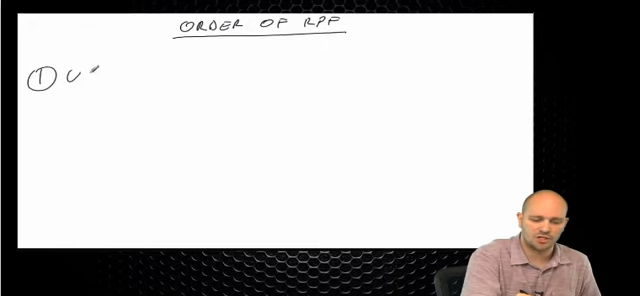 ORDER OF RPF
① U